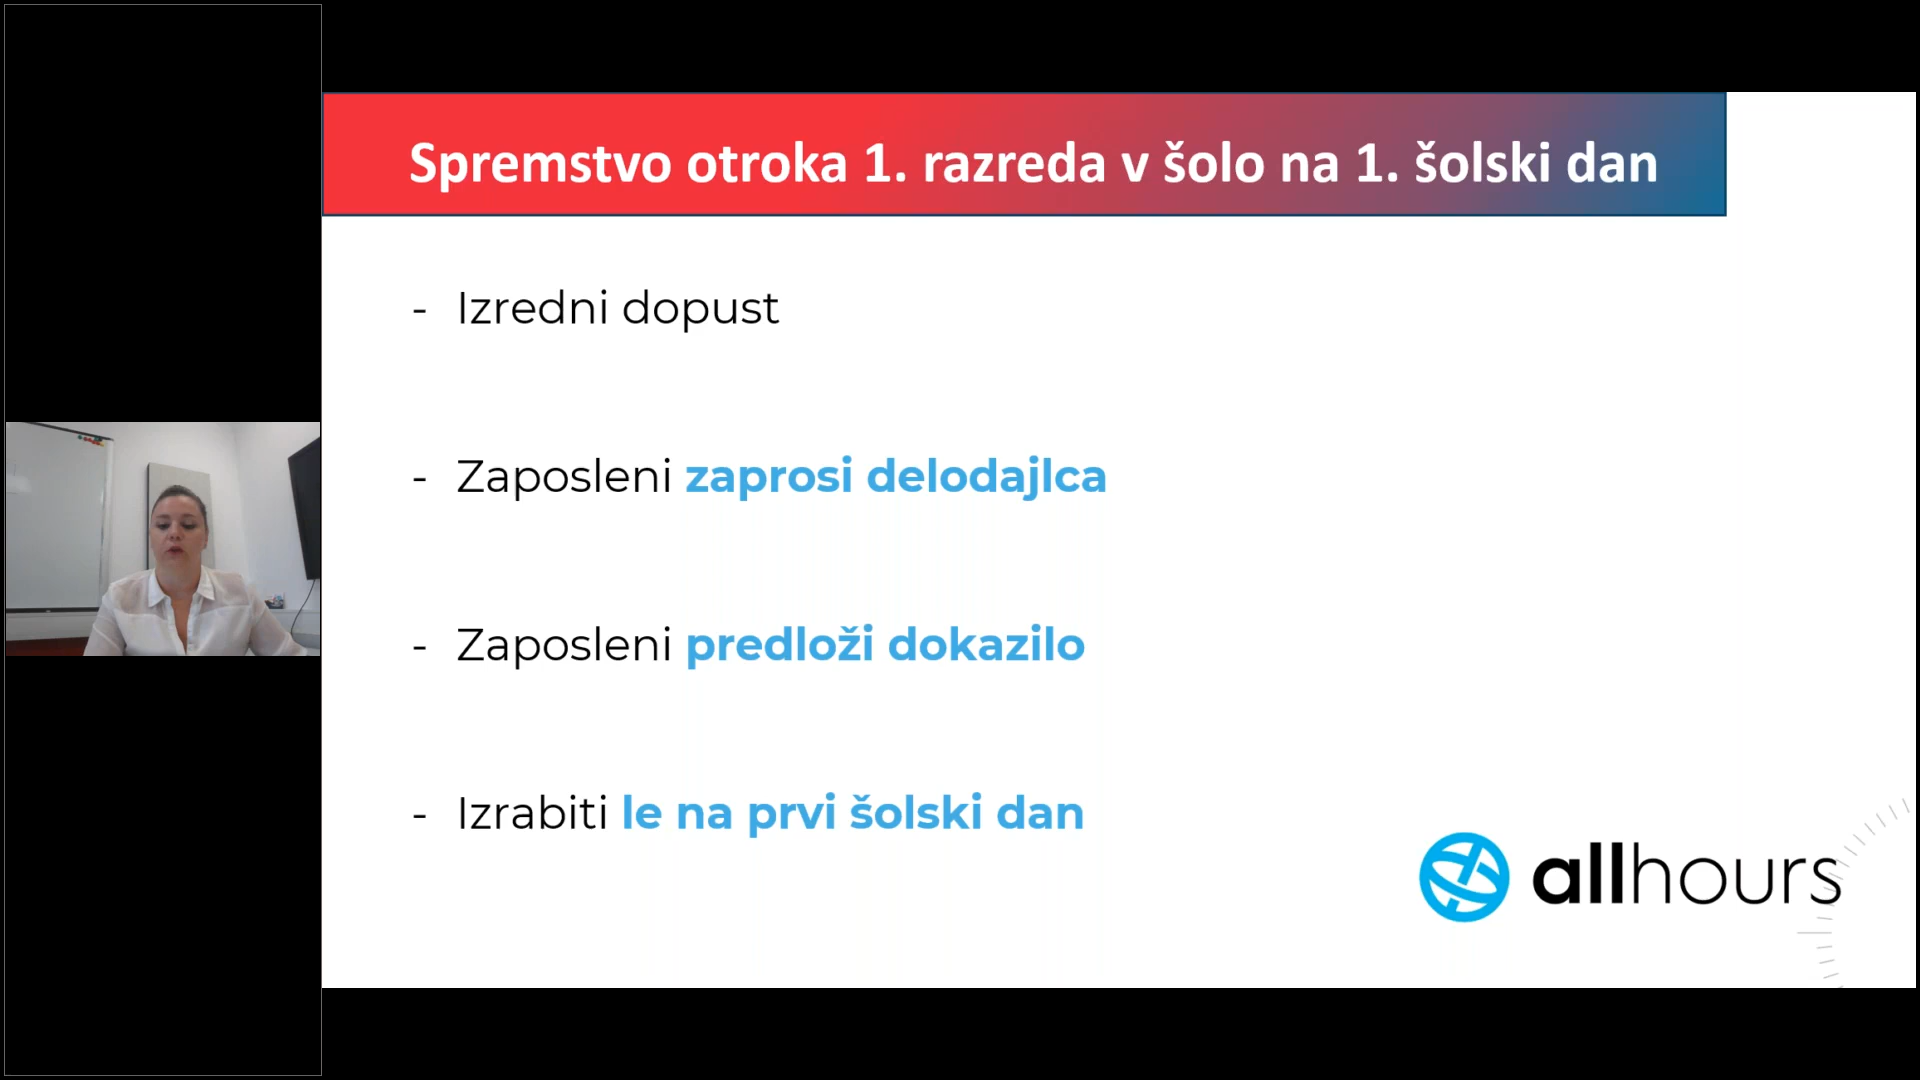 Spremstvo otroka 1. razreda v šolo na 1. šolski dan
- Izredni dopust
- Zaposleni zaprosi delodajlca
- Zaposleni predloži dokazilo
- Izrabiti le na prvi šolski dan
allhours